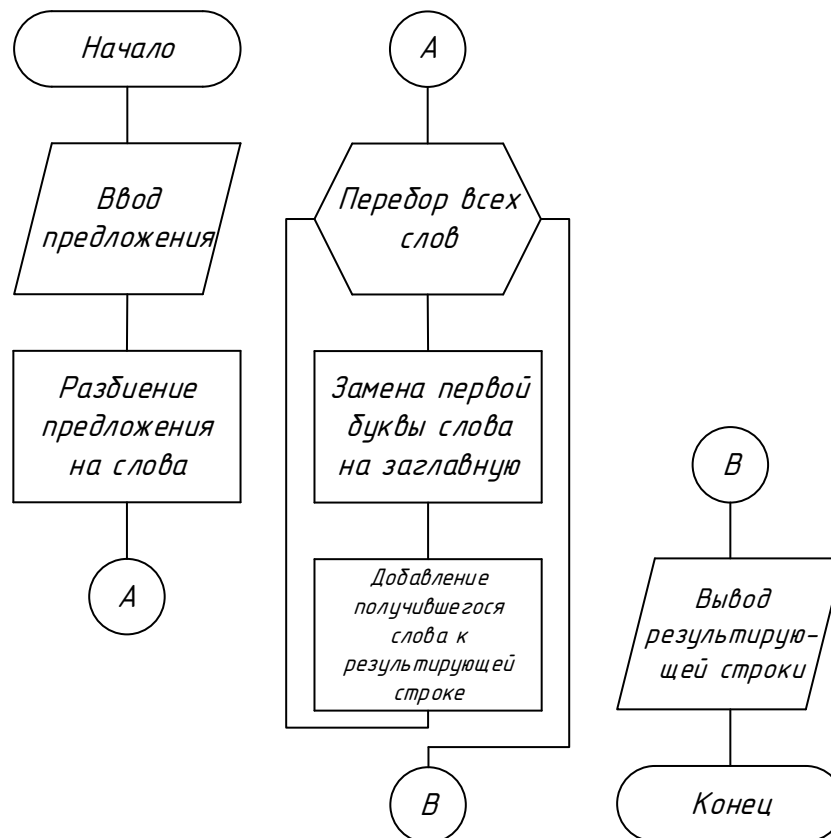 Начало
Ввод
предложения
Разбиение
предложения
на слова
А
А
Перебор всех
слов
Замена первой
буквы слова
на заглавную
Добавление
получившегося
слова к
результирующей
строке
В
В
Вывод
результирую-
щей строки
Конец